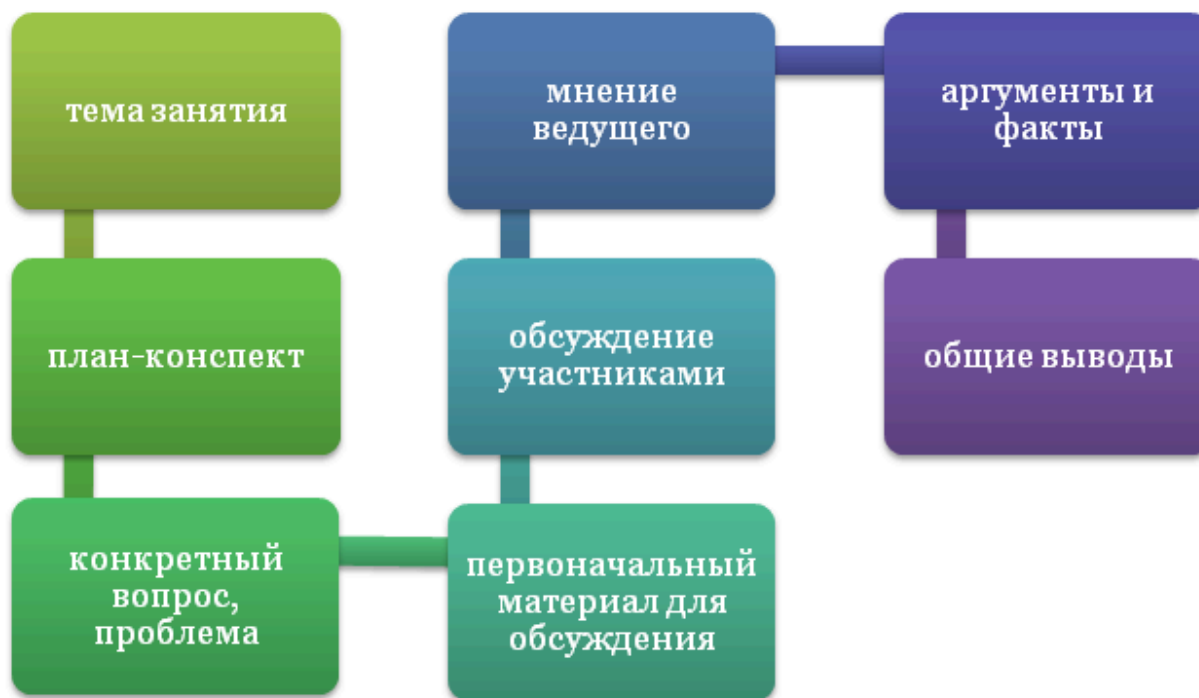 тема занятия
план-конспект
конкретный
вопрос,
проблема
первоначальный
материал для
обсуждения
обсуждение
участниками
мнение
ведущего
аргументы и
факты
общие выводы